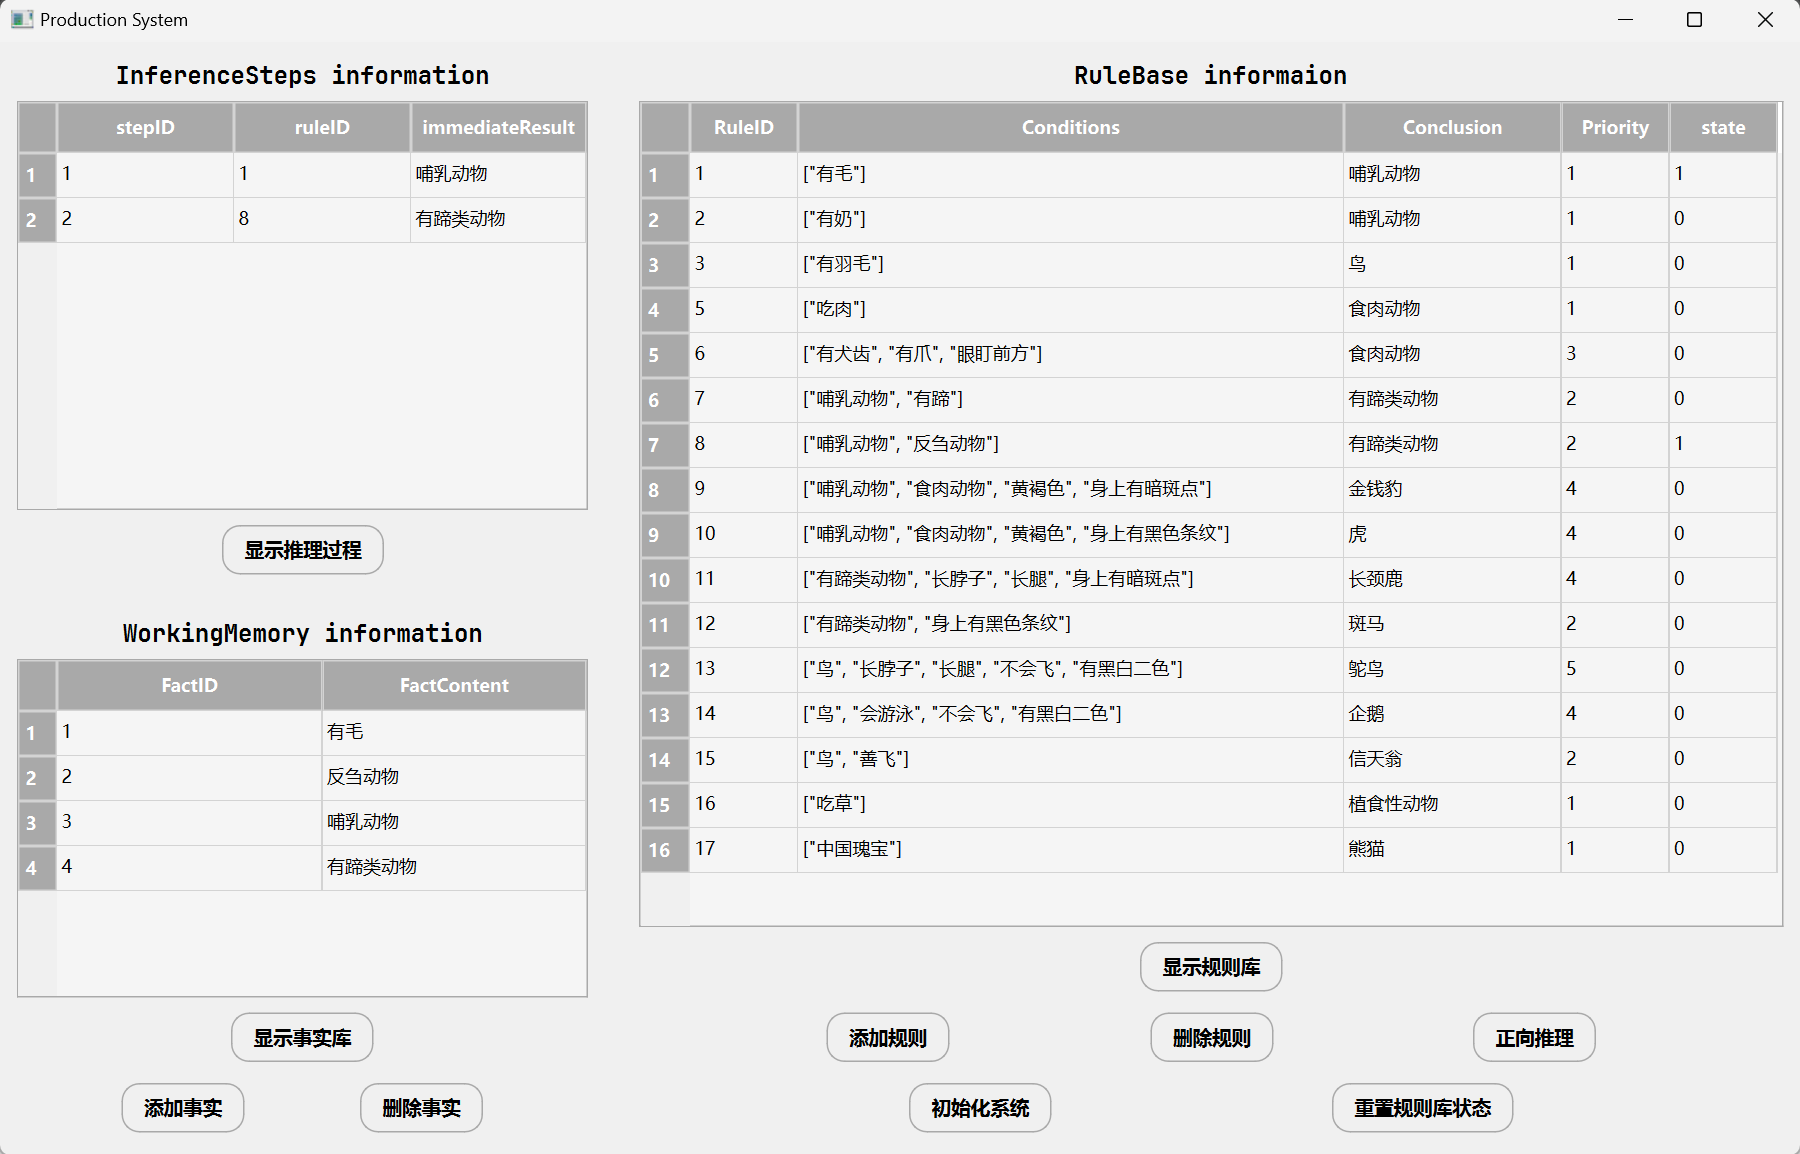 Production System
InferenceSteps information
stepID ruleID immediateResult
1 1 1 哺乳动物
2 2 8 有蹄类动物
显示推理过程
WorkingMemory information
FactID FactContent
1 1 有毛
2 2 反刍动物
3 3 哺乳动物
4 4 有蹄类动物
显示事实库
添加事实 删除事实
RuleBase informaion
RuleID Conditions Conclusion Priority state
1 1 ["有毛"] 哺乳动物 1 1
2 2 ["有奶"] 哺乳动物 1 0
3 3 ["有羽毛"] 鸟 1 0
4 5 ["吃肉"] 食肉动物 1 0
5 6 ["有犬齿", "有爪", "眼盯前方"] 食肉动物 3 0
6 7 ["哺乳动物", "有蹄"] 有蹄类动物 2 0
7 8 ["哺乳动物", "反刍动物"] 有蹄类动物 2 1
8 9 ["哺乳动物", "食肉动物", "黄褐色", "身上有暗斑点"] 金钱豹 4 0
9 10 ["哺乳动物", "食肉动物", "黄褐色", "身上有黑色条纹"] 虎 4 0
10 11 ["有蹄类动物", "长脖子", "长腿", "身上有暗斑点"] 长颈鹿 4 0
11 12 ["有蹄类动物", "身上有黑色条纹"] 斑马 2 0
12 13 ["鸟", "长脖子", "长腿", "不会飞", "有黑白二色"] 鸵鸟 5 0
13 14 ["鸟", "会游泳", "不会飞", "有黑白二色"] 企鹅 4 0
14 15 ["鸟", "善飞"] 信天翁 2 0
15 16 ["吃草"] 植食性动物 1 0
16 17 ["中国瑰宝"] 熊猫 1 0
显示规则库
添加规则 删除规则 正向推理
初始化系统 重置规则库状态